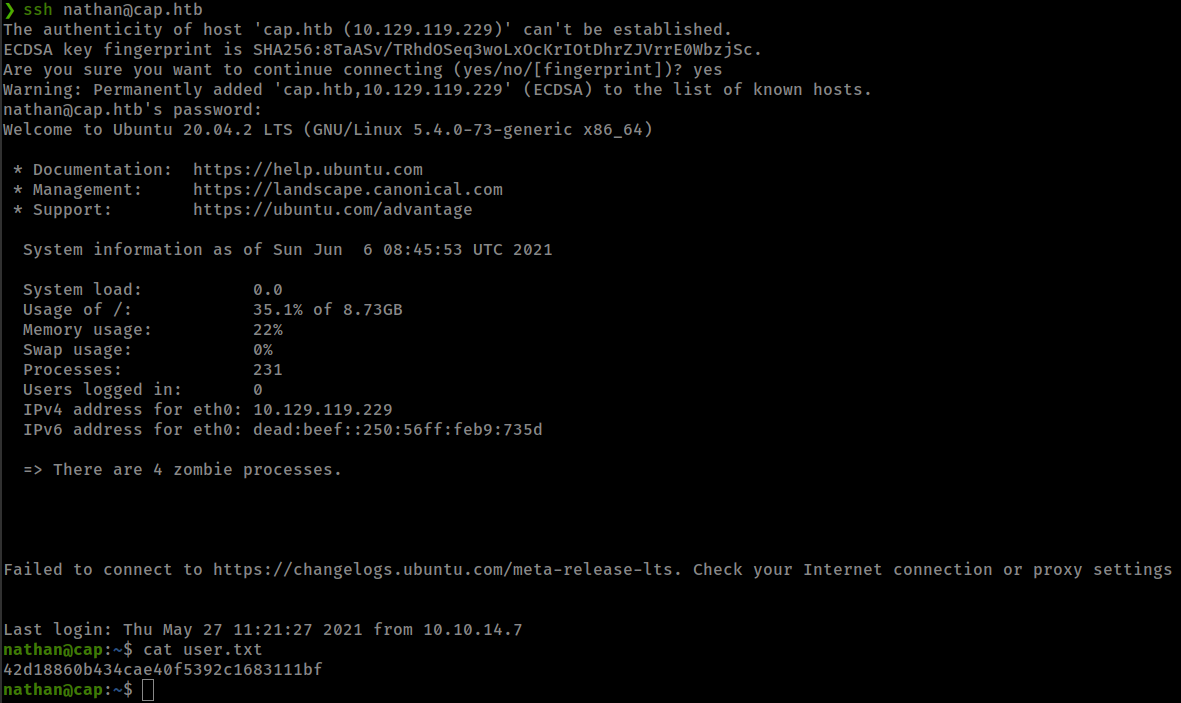 ❯ ssh nathan@cap.htb
The authenticity of host 'cap.htb (10.129.119.229)' can't be established.
ECDSA key fingerprint is SHA256:8TaASv/TRhdOSeq3woLxOcKrIOtDhrZJVrrE0WbzjSc.
Are you sure you want to continue connecting (yes/no/[fingerprint])? yes
Warning: Permanently added 'cap.htb,10.129.119.229' (ECDSA) to the list of known hosts.
nathan@cap.htb's password:
Welcome to Ubuntu 20.04.2 LTS (GNU/Linux 5.4.0-73-generic x86_64)

 * Documentation:  https://help.ubuntu.com
 * Management:     https://landscape.canonical.com
 * Support:        https://ubuntu.com/advantage

  System information as of Sun Jun  6 08:45:53 UTC 2021

  System load:           0.0
  Usage of /:            35.1% of 8.73GB
  Memory usage:          22%
  Swap usage:            0%
  Processes:             231
  Users logged in:       0
  IPv4 address for eth0: 10.129.119.229
  IPv6 address for eth0: dead:beef::250:56ff:feb9:735d

  => There are 4 zombie processes.

Failed to connect to https://changelogs.ubuntu.com/meta-release-lts. Check your Internet connection or proxy settings

Last login: Thu May 27 11:21:27 2021 from 10.10.14.7
nathan@cap:~$ cat user.txt
42d18860b434cae40f5392c1683111bf
nathan@cap:~$